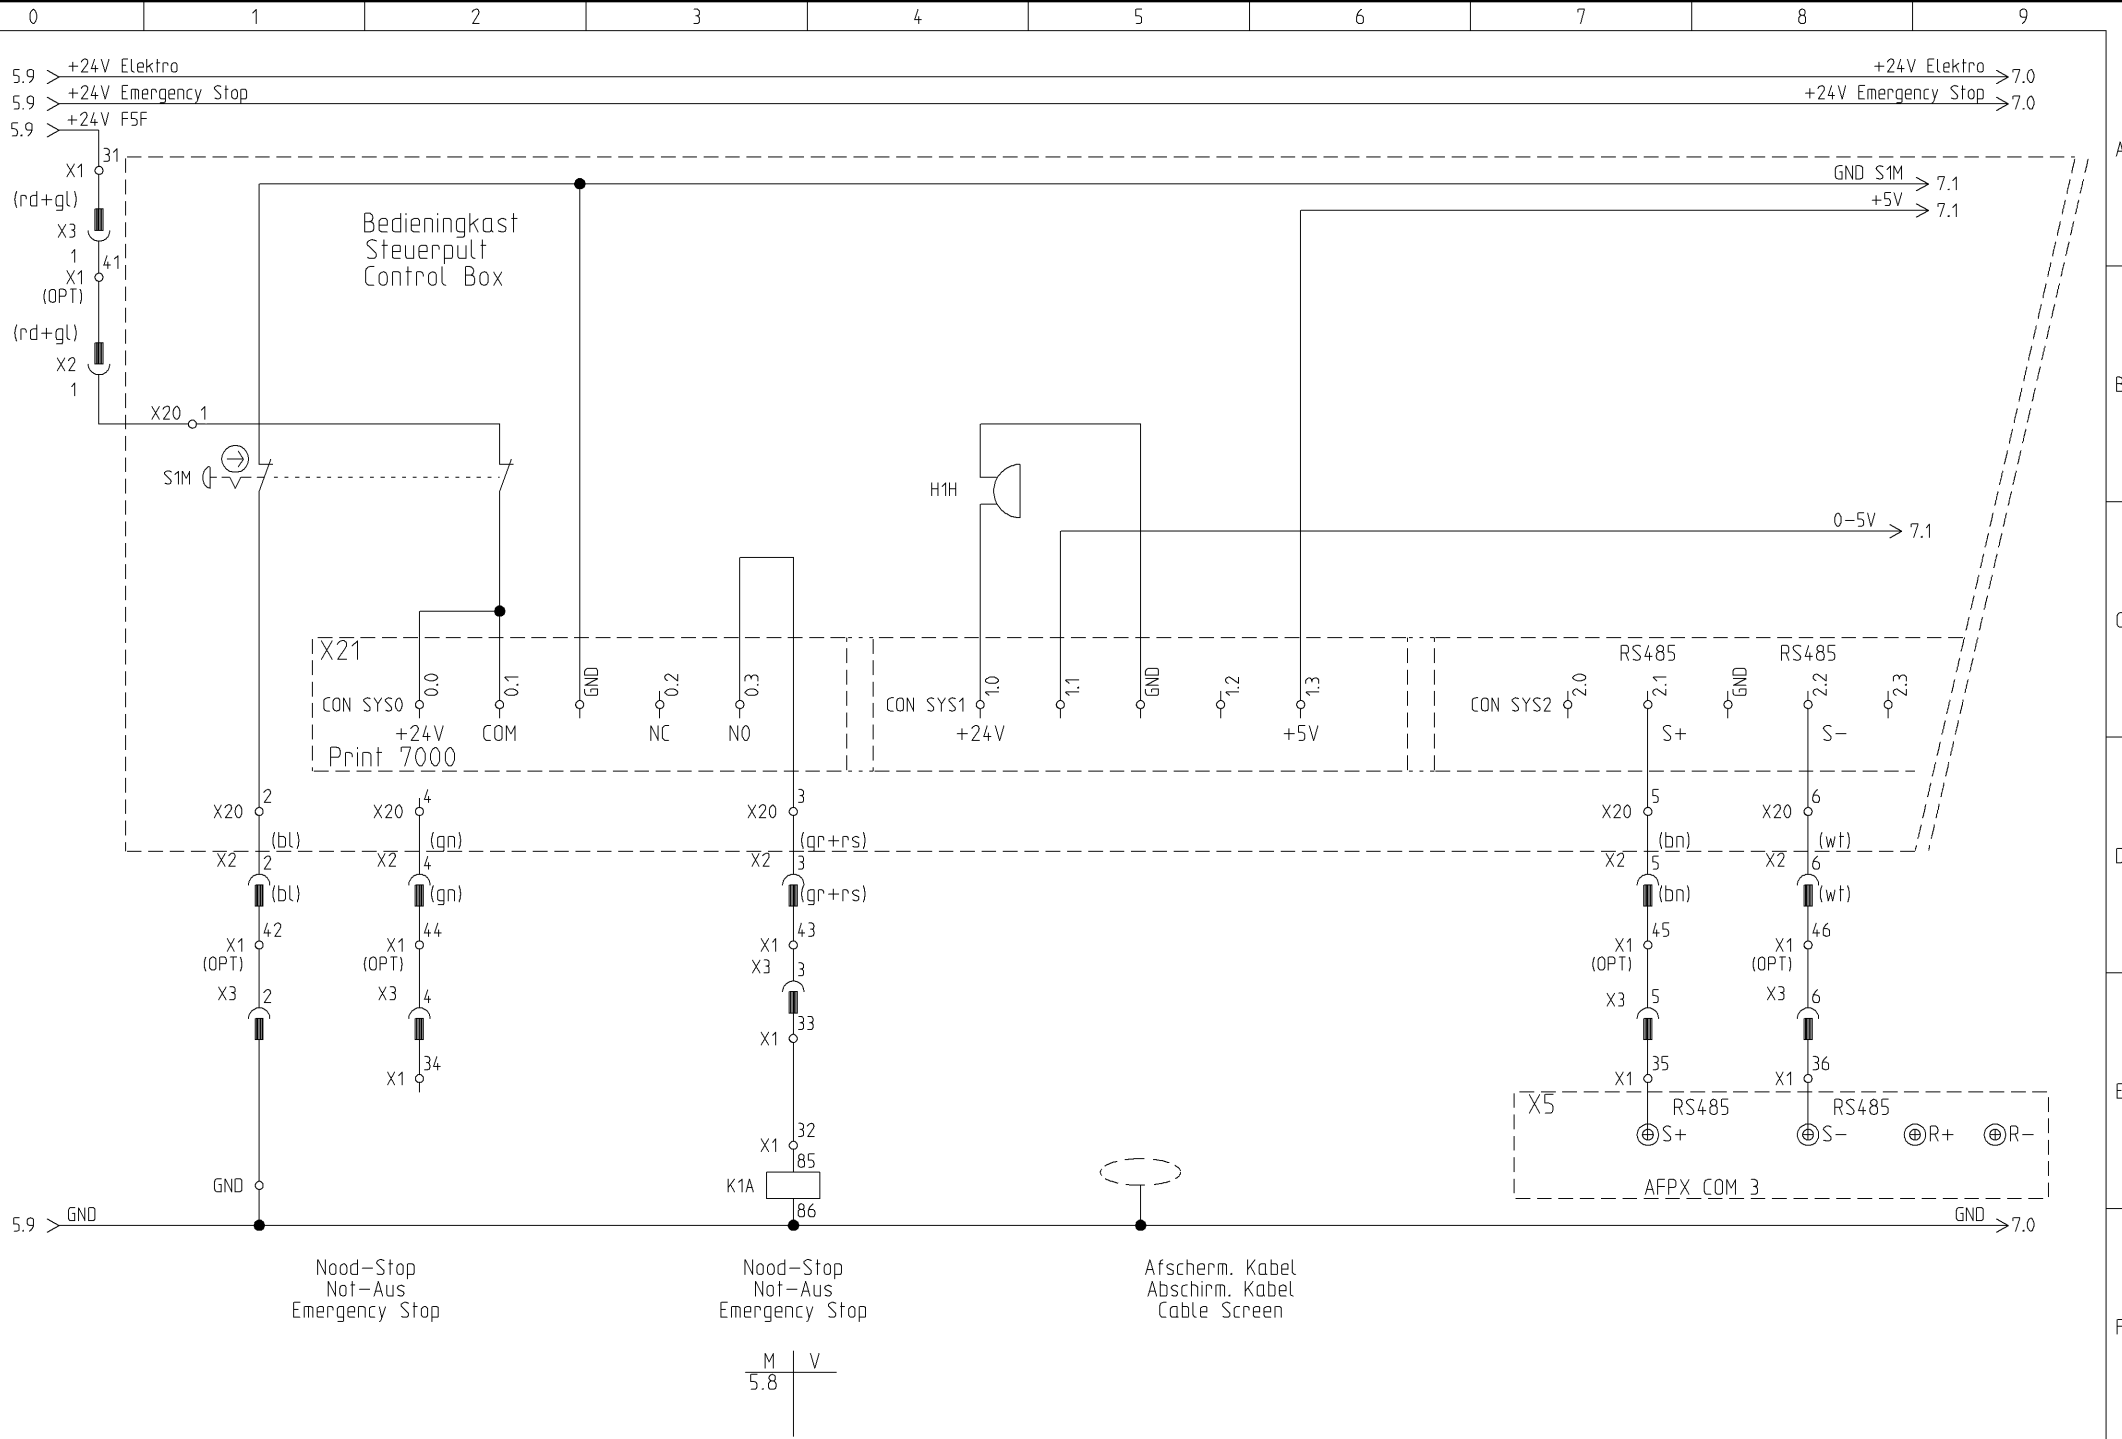 0 1 2 3 4 5 6 7 8 9
+24V Elektro
5.9
+24V Elektro
7.0
+24V Emergency Stop
5.9
+24V Emergency Stop
7.0
+24V F5F
5.9
31
X1
A
GND S1M
7.1
+5V
7.1
(rd+gl)
X3
1
Bedieningkast
Steuerpult
Control Box
41
X1
(OPT)
(rd+gl)
X2
1
B
X20 1
S1M
H1H
0-5V
7.1
C
X21
RS485 RS485
0.0 0.1 GND 0.2 0.3 1.0 1.1 GND 1.2 1.3 2.0 2.1 GND 2.2 2.3
CON SYS0 CON SYS1 CON SYS2
+24V COM NC NO +24V +5V S+ S-
Print 7000
2 4 3 5 6
X20 X20 X20 X20 X20
(bl) (gn) (gr+rs) (bn) (wt)
D
X2 2 X2 4 X2 3 X2 5 X2 6
(bl) (gn) (gr+rs) (bn) (wt)
42 44 43 45 46
X1 X1 X1 X1 X1
(OPT) (OPT) (OPT) (OPT)
X3 3
X3 2 X3 4 X3 5 X3 6
33
X1
34 35 36
X1 X1 X1
E
X5 RS485 RS485
S+ S- R+ R-
32
X1
85
GND K1A AFPX COM 3
86
5.9 GND GND 7.0
Nood-Stop Nood-Stop Afscherm. Kabel
Not-Aus Not-Aus Abschirm. Kabel
Emergency Stop Emergency Stop Cable Screen
F
M V
5.8